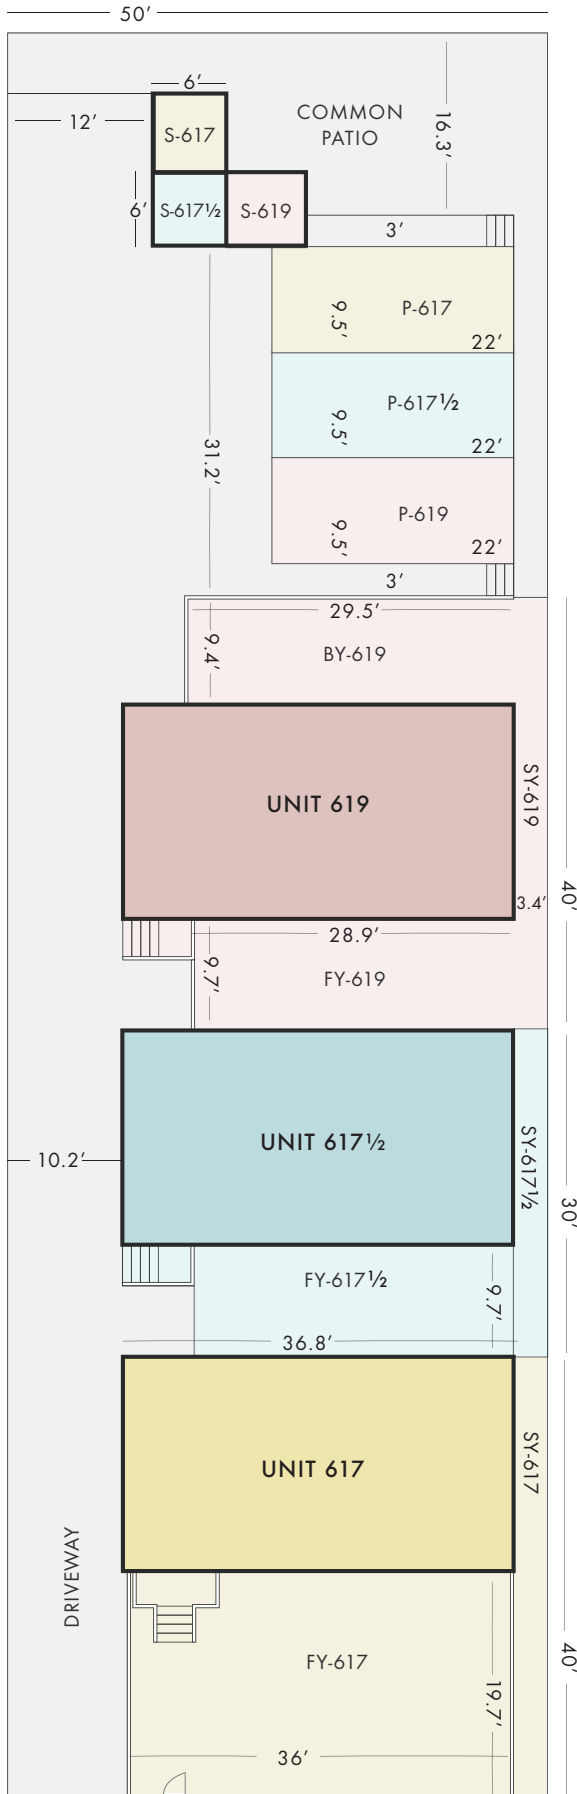 50′
6′
12′
S-617
COMMON
PATIO
16.3′
6′
S-617½
S-619
3′
9.5′
P-617
22′
P-617½
9.5′
22′
31.2′
P-619
9.5′
22′
3′
29.5′
9.4′
BY-619
UNIT 619
SY-619
40′
3.4′
28.9′
9.7′
FY-619
UNIT 617½
10.2′
SY-617½
30′
FY-617½
9.7′
36.8′
UNIT 617
SY-617
DRIVEWAY
FY-617
40′
19.7′
36′